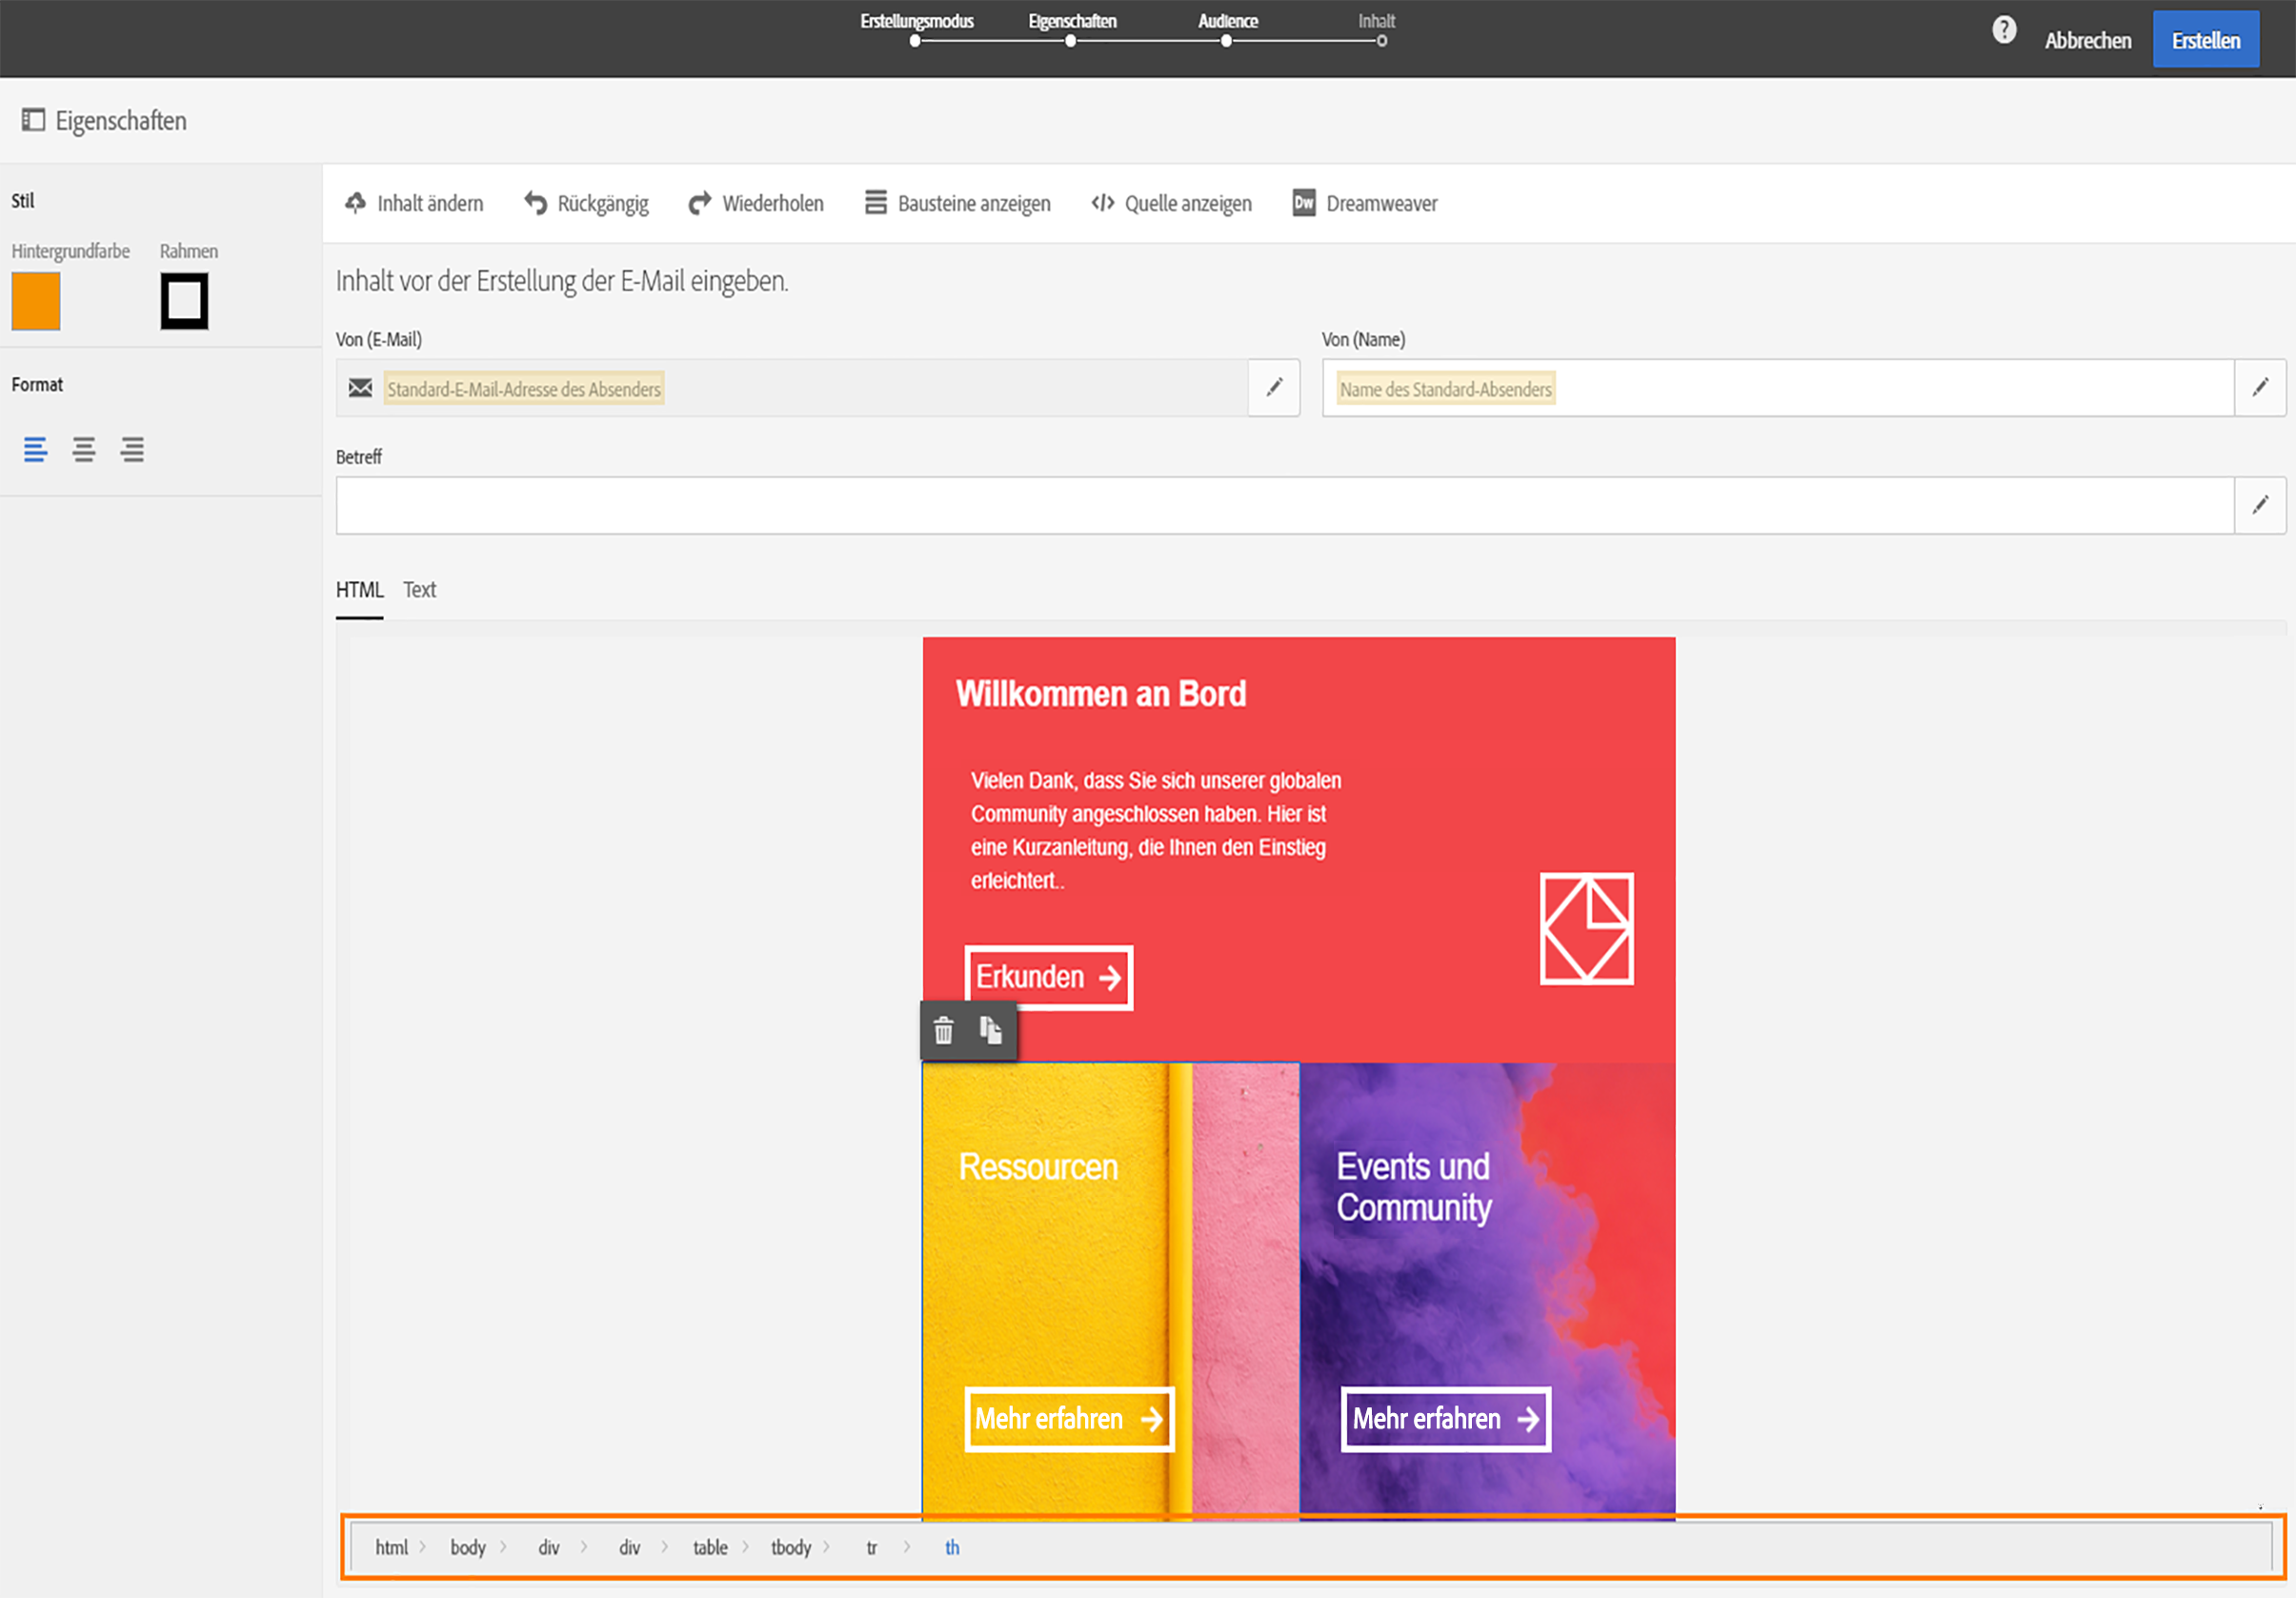 Erstellungsmodus Eigenschaften Audience Inhalt
? Abbrechen Erstellen
Eigenschaften
Stil
Hintergrundfarbe Rahmen
Format
Inhalt ändern Rückgängig Wiederholen Bausteine anzeigen </> Quelle anzeigen Dw Dreamweaver
Inhalt vor der Erstellung der E-Mail eingeben.
Von (E-Mail) Von (Name)
Standard-E-Mail-Adresse des Absenders Name des Standard-Absenders
Betreff
HTML Text
Willkommen an Bord
Vielen Dank, dass Sie sich unserer globalen
Community angeschlossen haben. Hier ist
eine Kurzanleitung, die Ihnen den Einstieg
erleichtert..
Erkunden →
Ressourcen
Events und
Community
Mehr erfahren → Mehr erfahren →
html > body > div > div > table > tbody > tr > th